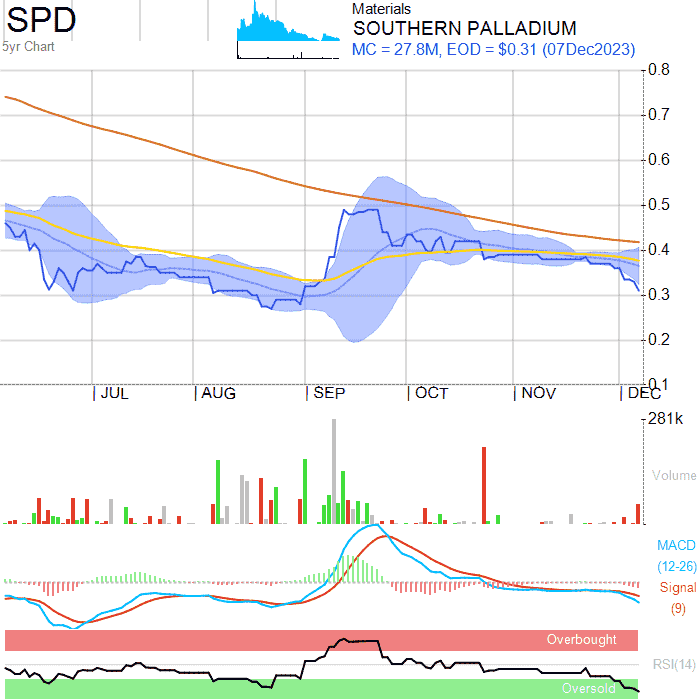 SPD
5yr Chart
Materials
SOUTHERN PALLADIUM
MC = 27.8M, EOD = $0.31 (07Dec2023)
0.8
0.7
0.6
0.5
0.4
0.3
0.2
0.1
JUL AUG SEP OCT NOV DEC
281k
Volume
MACD
(12-26)
Signal
(9)
Overbought
RSI(14)
Oversold